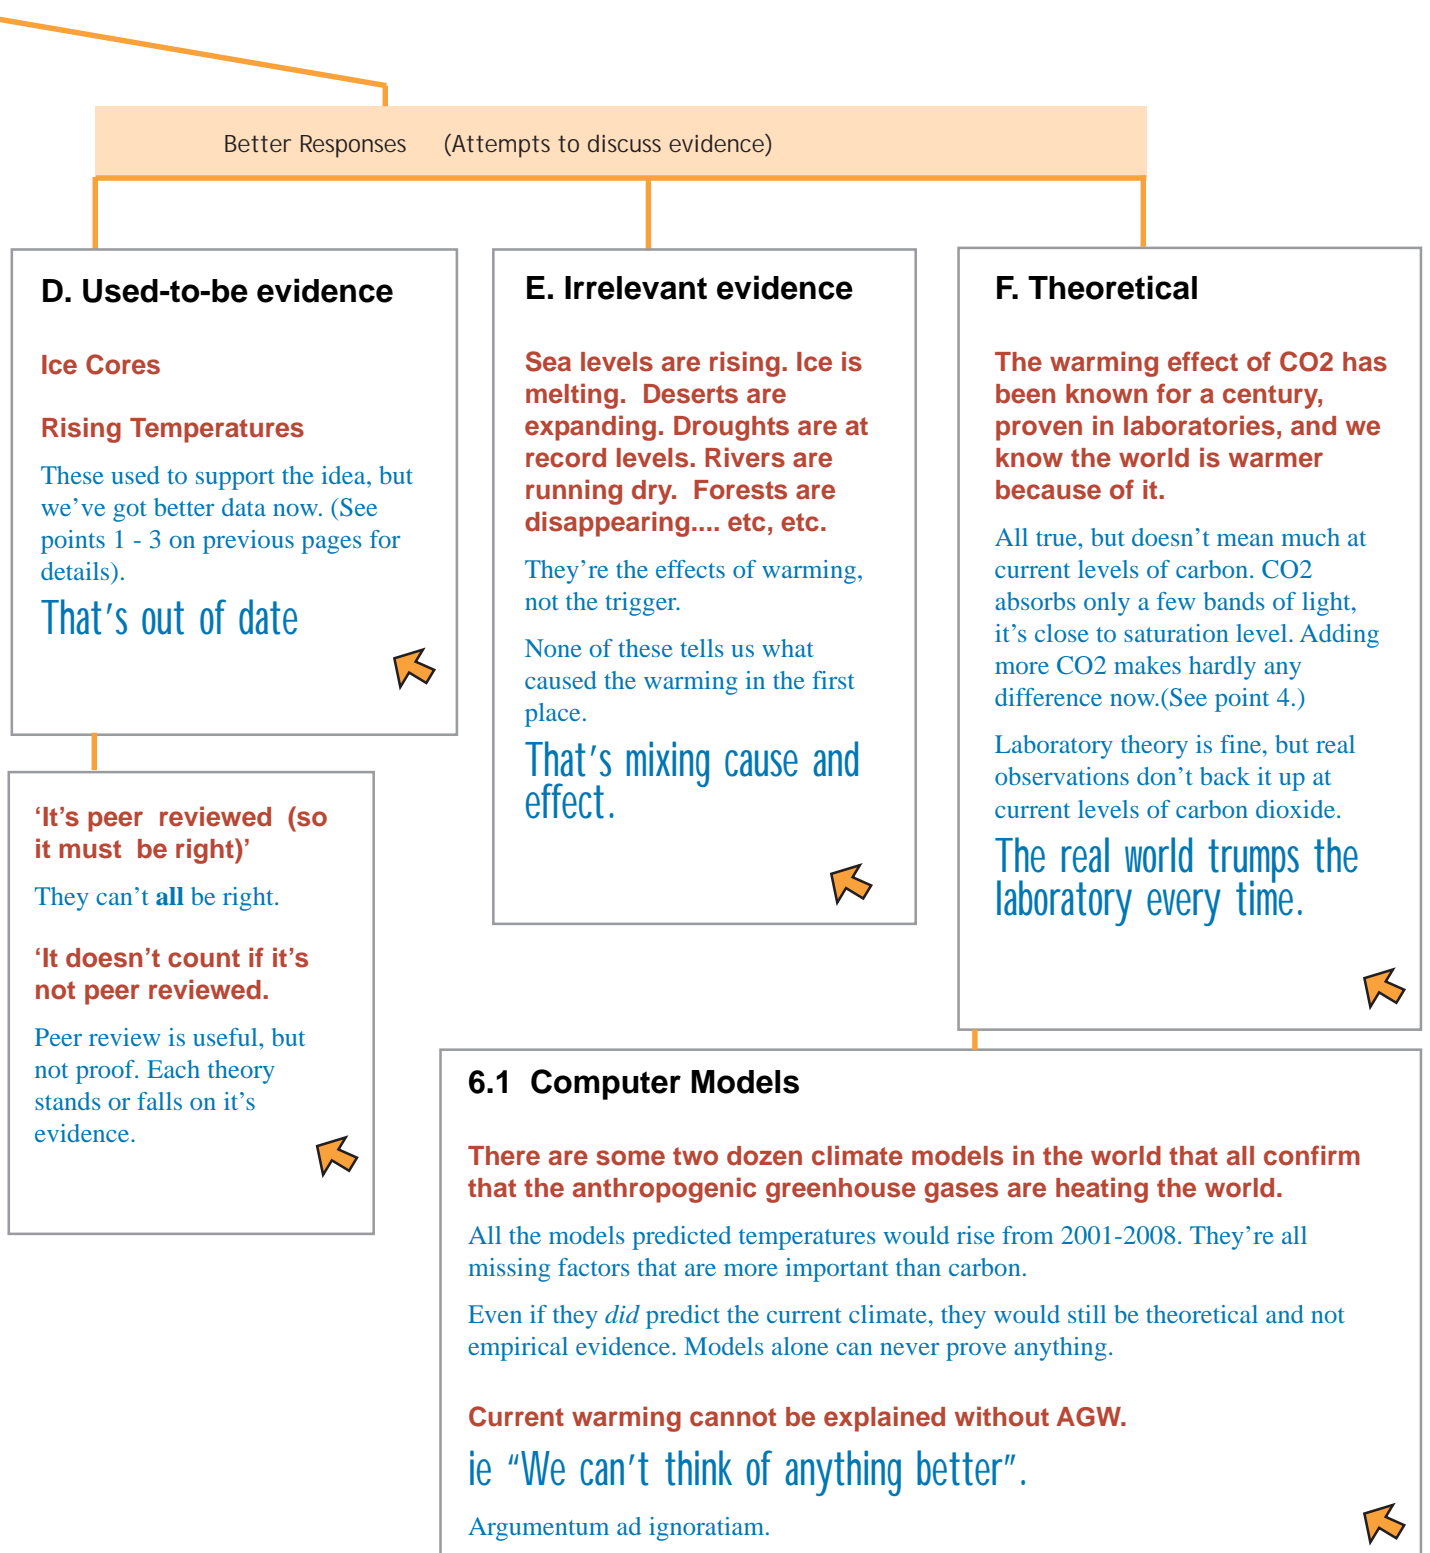 Better Responses (Attempts to discuss evidence)
D. Used-to-be evidence
Ice Cores
Rising Temperatures
These used to support the idea, but
we've got better data now. (See
points 1 - 3 on previous pages for
details).
That's out of date
'It's peer reviewed (so
it must be right)'
They can't all be right.
'It doesn't count if it's
not peer reviewed.
Peer review is useful, but
not proof. Each theory
stands or falls on it's
evidence.
E. Irrelevant evidence
Sea levels are rising. Ice is
melting. Deserts are
expanding. Droughts are at
record levels. Rivers are
running dry. Forests are
disappearing.... etc, etc.
They're the effects of warming,
not the trigger.
None of these tells us what
caused the warming in the first
place.
That's mixing cause and
effect.
F. Theoretical
The warming effect of CO2 has
been known for a century,
proven in laboratories, and we
know the world is warmer
because of it.
All true, but doesn't mean much at
current levels of carbon. CO2
absorbs only a few bands of light,
it's close to saturation level. Adding
more CO2 makes hardly any
difference now.(See point 4.)
Laboratory theory is fine, but real
observations don't back it up at
current levels of carbon dioxide.
The real world trumps the
laboratory every time.
6.1 Computer Models
There are some two dozen climate models in the world that all confirm
that the anthropogenic greenhouse gases are heating the world.
All the models predicted temperatures would rise from 2001-2008. They're all
missing factors that are more important than carbon.
Even if they did predict the current climate, they would still be theoretical and not
empirical evidence. Models alone can never prove anything.
Current warming cannot be explained without AGW.
ie "We can't think of anything better".
Argumentum ad ignoratiam.